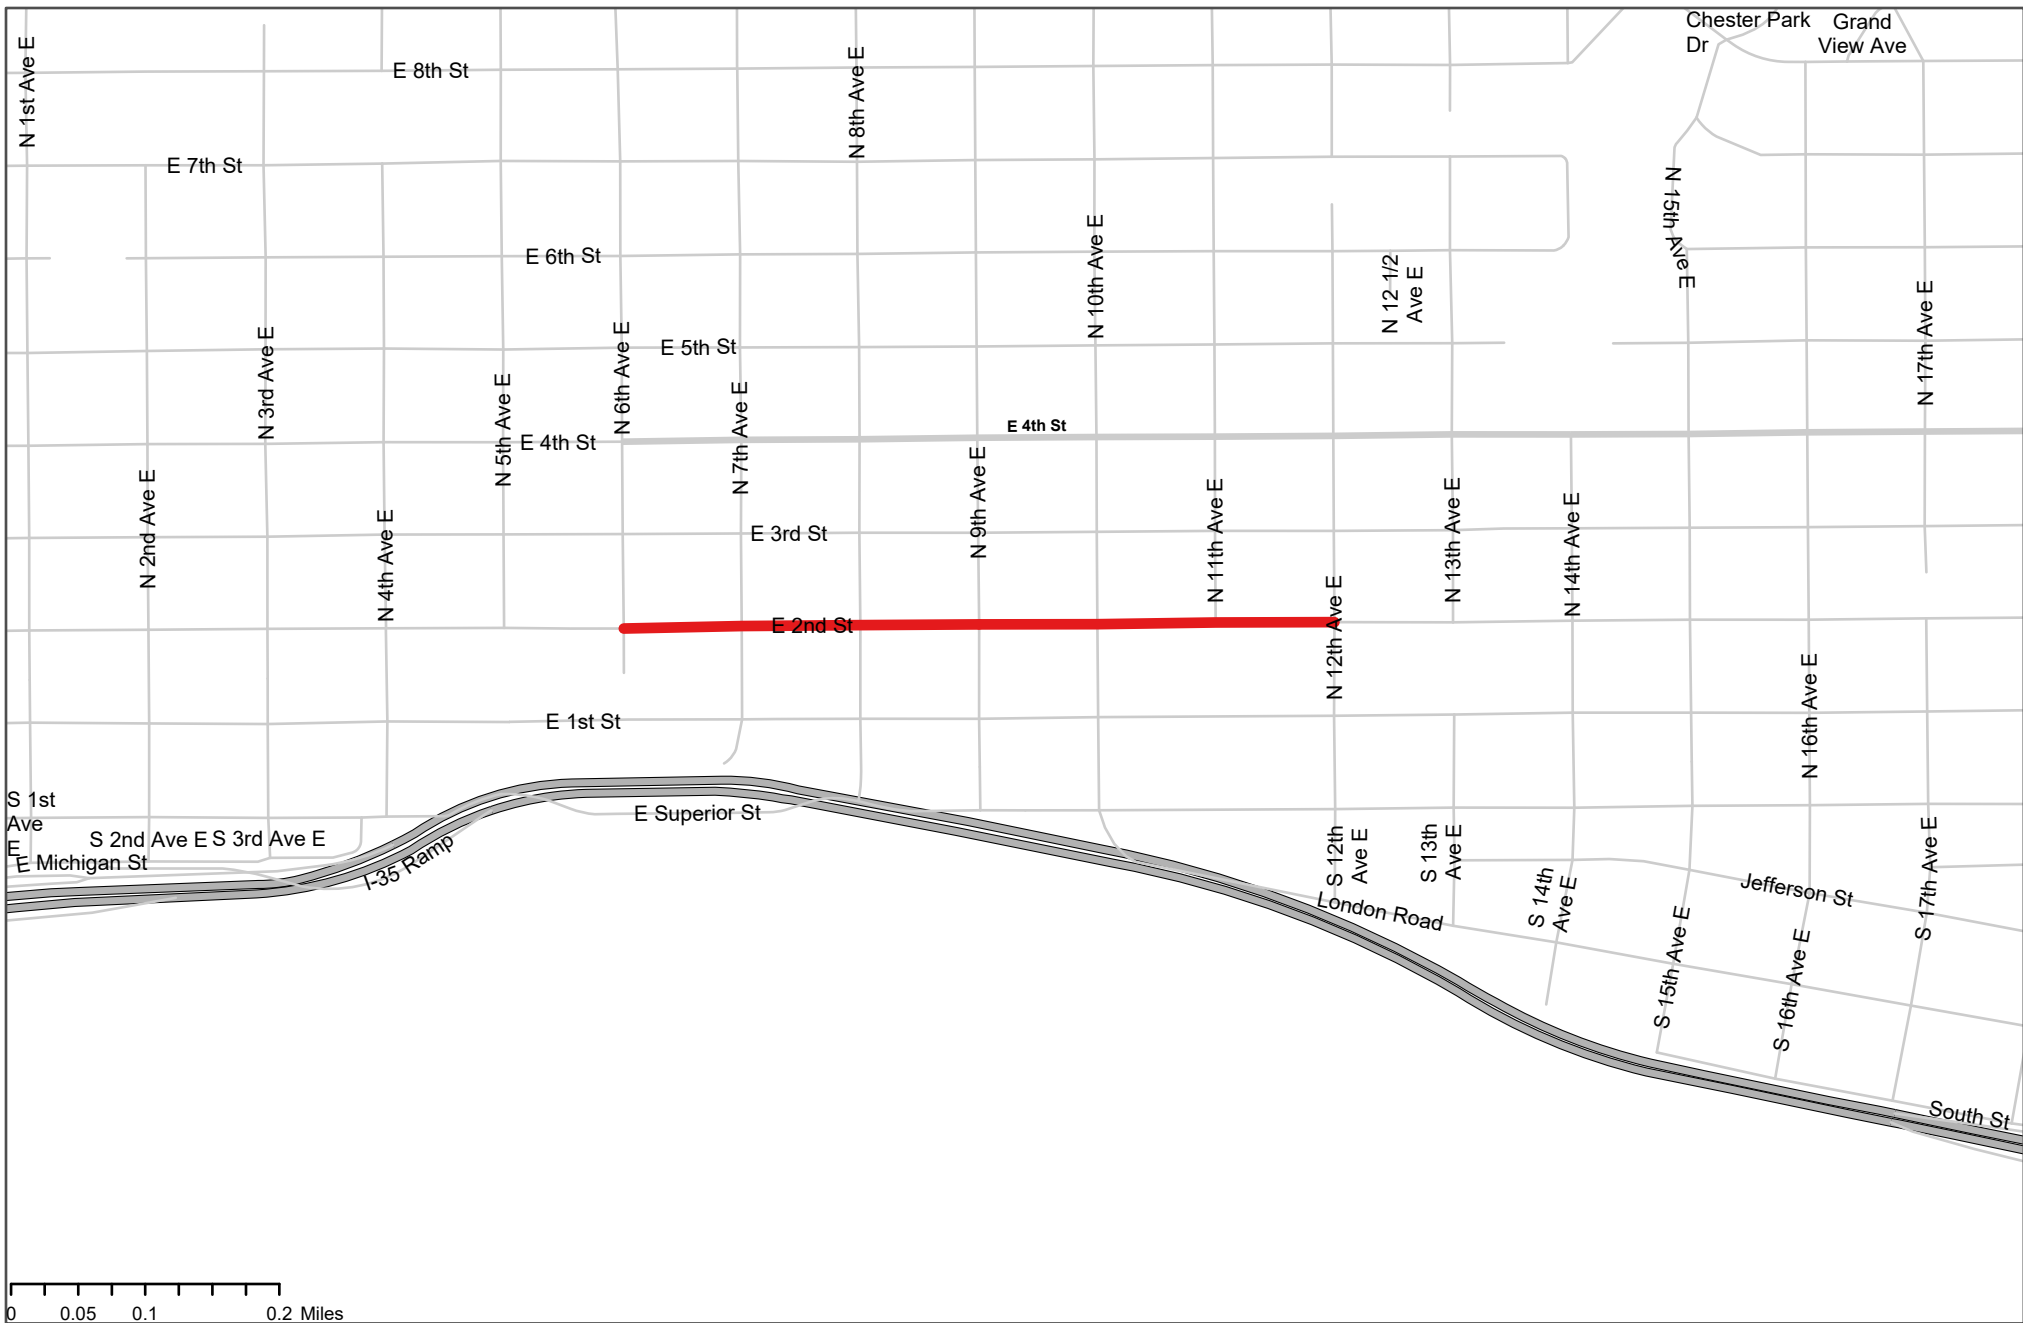 Chester Park
Dr
Grand
View Ave
N 1st Ave E
E 8th St
N 8th Ave E
E 7th St
N 15th Ave E
E 6th St
N 10th Ave E
N 12 1/2
Ave E
N 17th Ave E
N 3rd Ave E
N 6th Ave E
E 5th St
N 5th Ave E
N 7th Ave E
E 4th St
E 4th St
N 2nd Ave E
N 4th Ave E
E 3rd St
N 9th Ave E
N 11th Ave E
N 13th Ave E
N 14th Ave E
E 2nd St
N 12th Ave E
N 16th Ave E
E 1st St
S 1st
Ave
E
S 2nd Ave E
S 3rd Ave E
E Michigan St
I-35 Ramp
E Superior St
S 12th
Ave E
S 13th
Ave E
S 14th
Ave E
Jefferson St
S 17th Ave E
London Road
S 15th Ave E
S 16th Ave E
South St
0 0.05 0.1 0.2 Miles